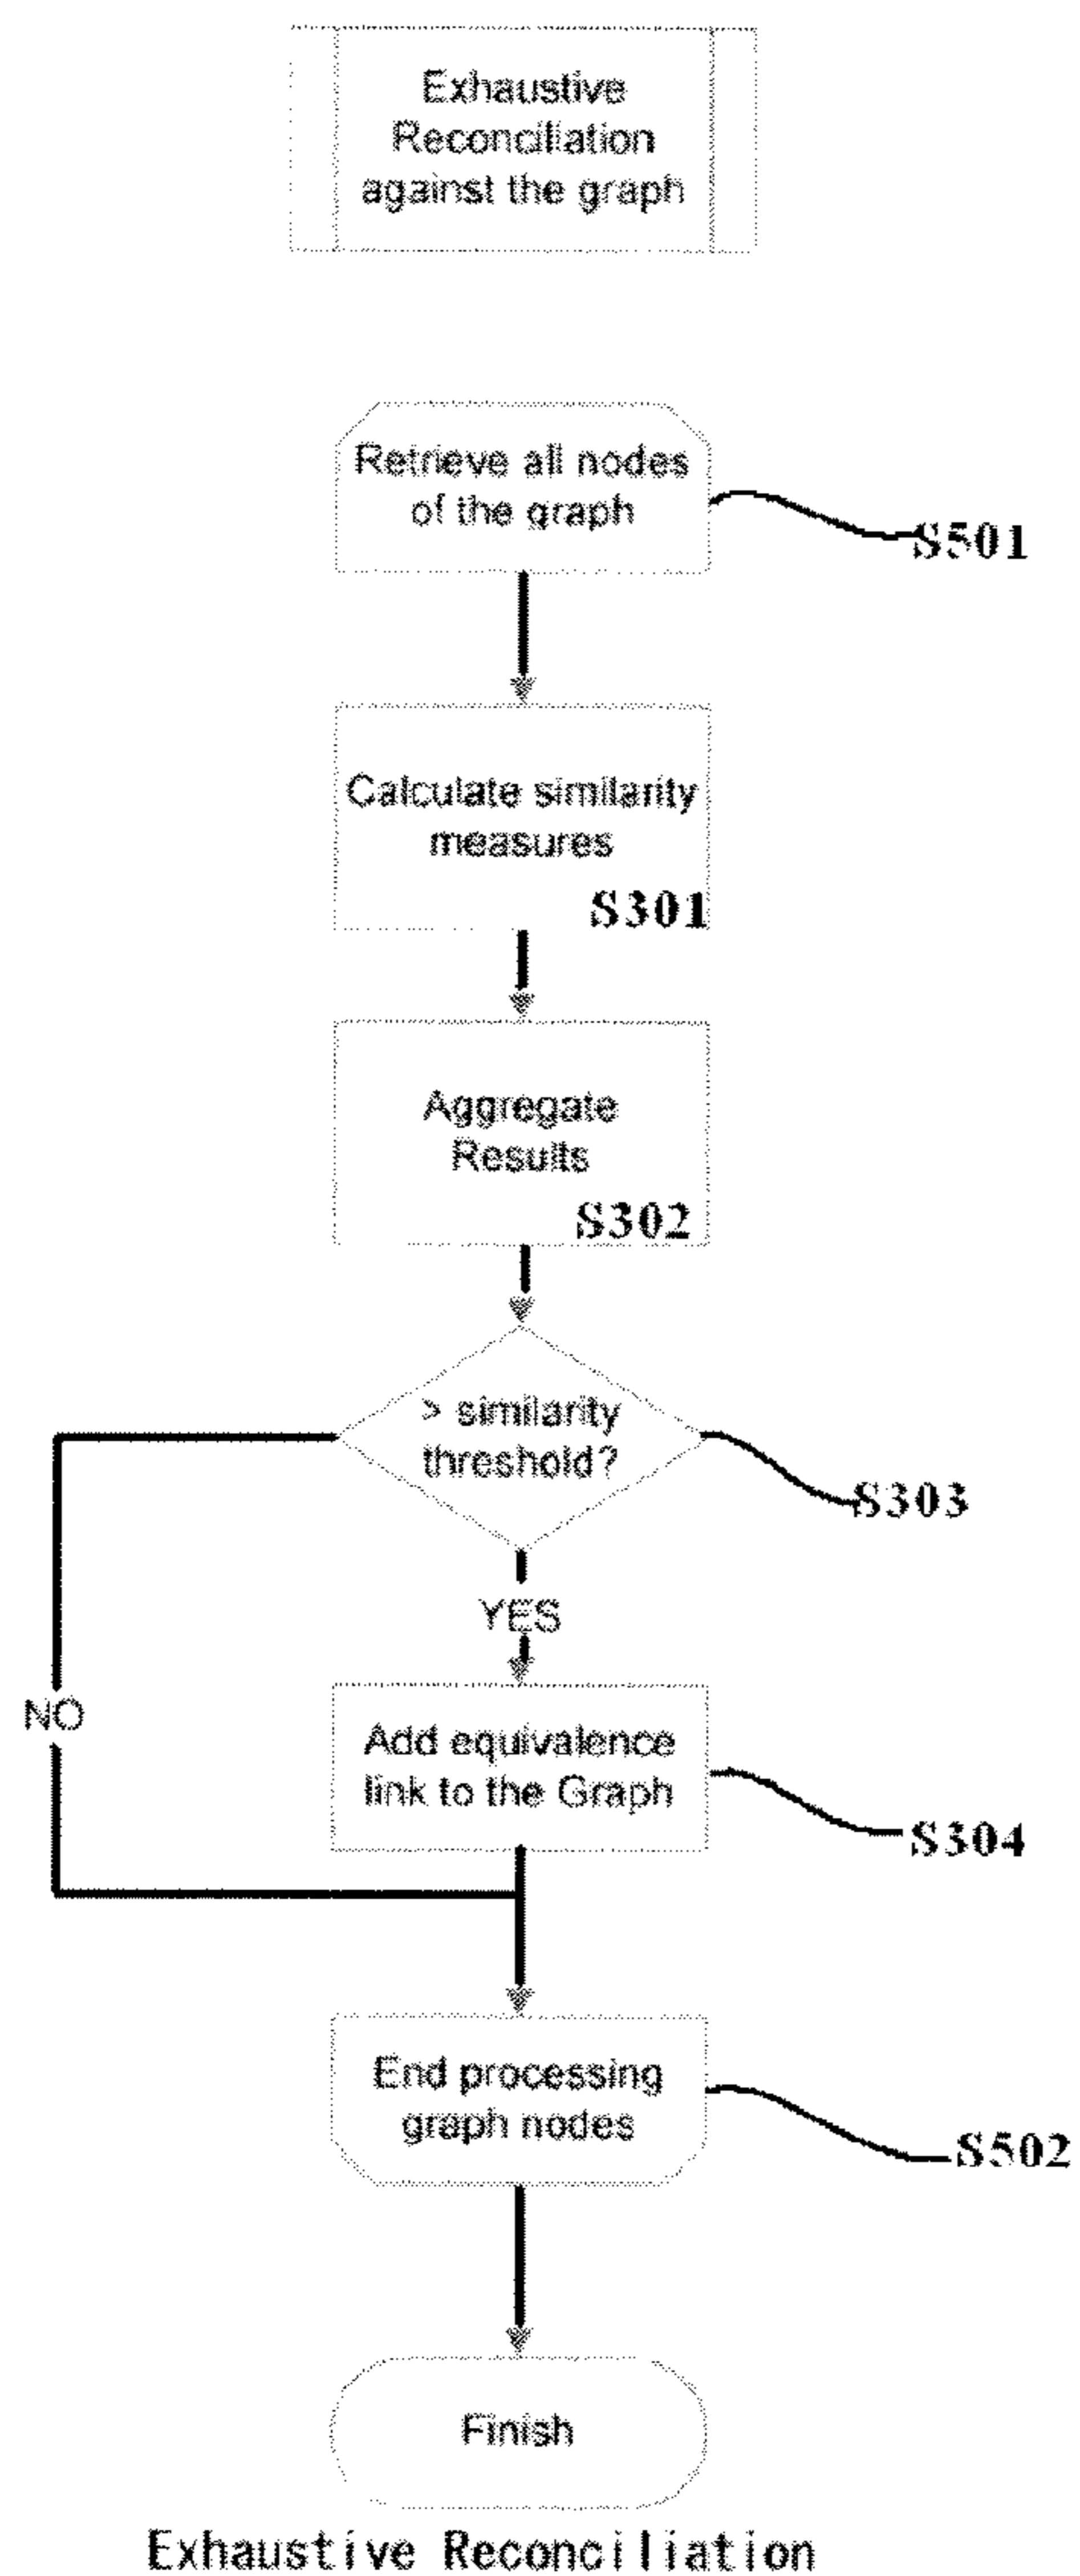 Exhaustive
Reconciliation
against the graph
Retrieve all nodes
of the graph
S501
Calculate similarity
measures
S301
Aggregate
Results
S302
> similarity
threshold?
S303
YES
NO
Add equivalence
link to the Graph
S304
End processing
graph nodes
S502
Finish
Exhaustive Reconciliation